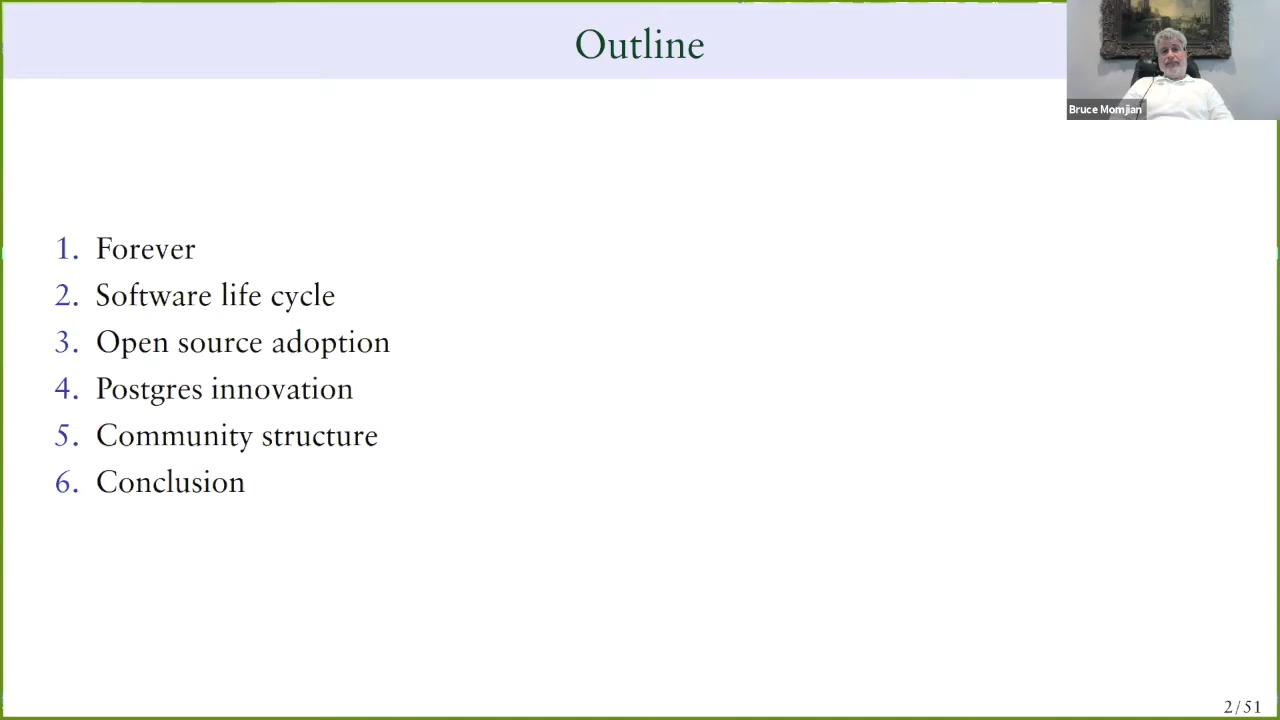 Outline
Bruce Momjian
1. Forever
2. Software life cycle
3. Open source adoption
4. Postgres innovation
5. Community structure
6. Conclusion
2 / 51